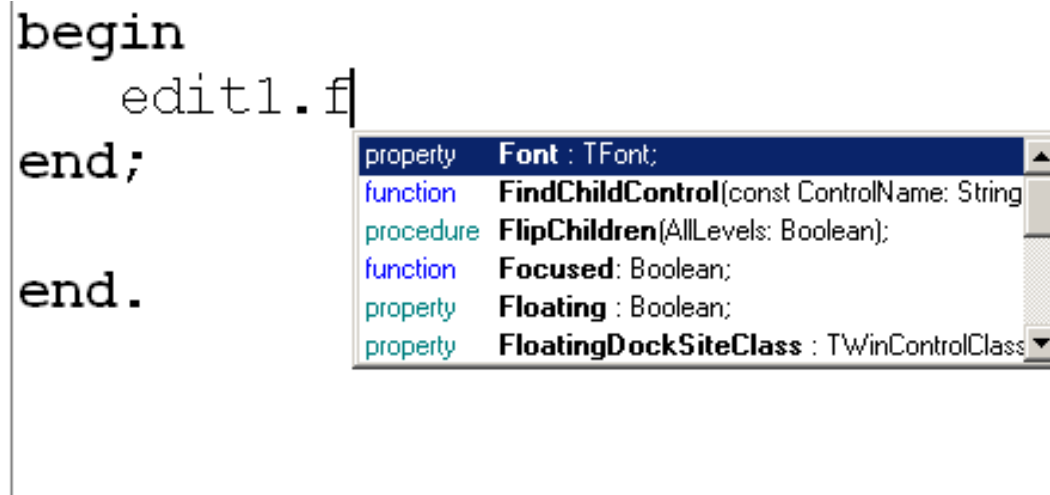 begin
edit1.f
end;
property Font : TFont;
function FindChildControl(const ControlName: String
procedure FlipChildren(AllLevels: Boolean);
function Focused: Boolean;
end.
property Floating : Boolean;
property FloatingDockSiteClass : TWinControlClass